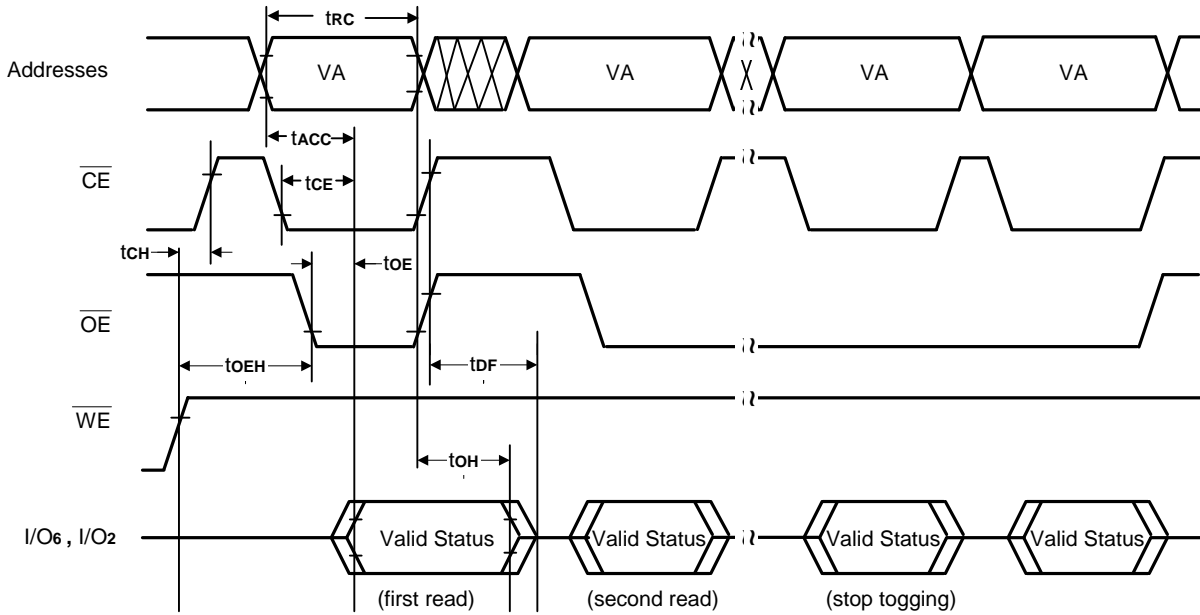 tRC
Addresses VA VA VA VA
tACC
CE tCE
tCH tOE
OE
tOEH tDF
WE
tOH
I/O6 , I/O2 Valid Status Valid Status Valid Status Valid Status
(first read) (second read) (stop togging)